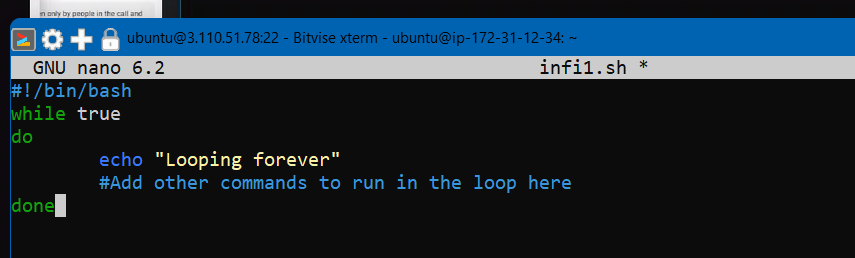 en only by people in the call and
ubuntu@3.110.51.78:22 - Bitvise xterm - ubuntu@ip-172-31-12-34: ~
GNU nano 6.2 infi1.sh *
#!/bin/bash
while true
do
echo "Looping forever"
#Add other commands to run in the loop here
done